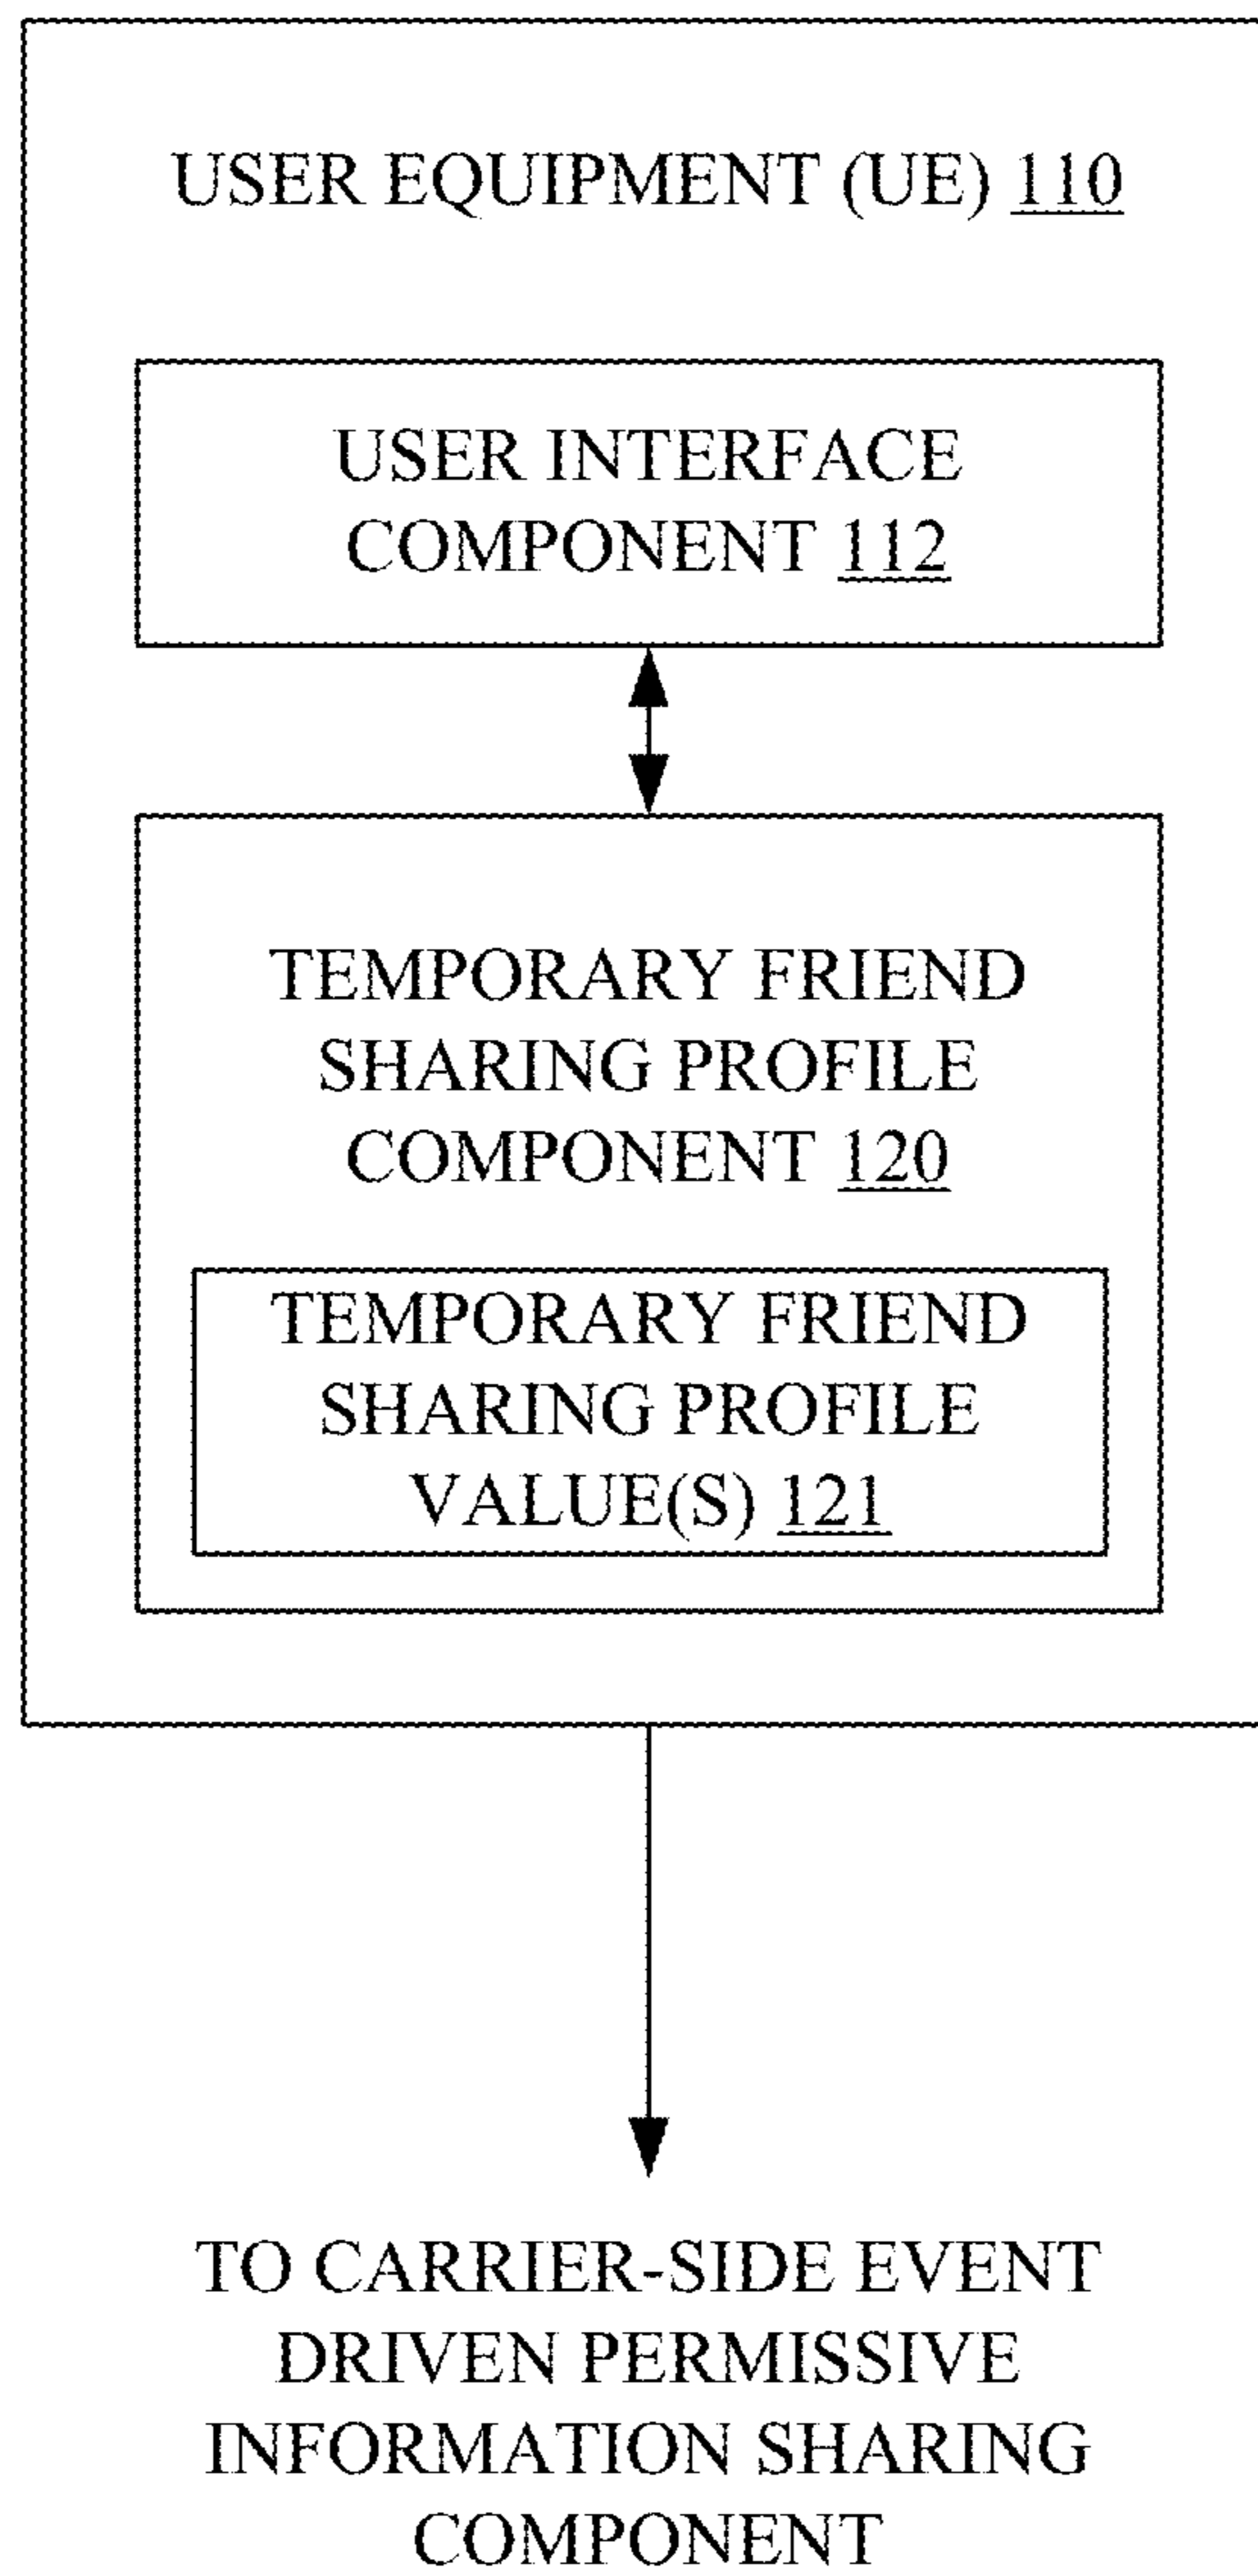 USER EQUIPMENT (UE) 110
USER INTERFACE
COMPONENT 112
TEMPORARY FRIEND
SHARING PROFILE
COMPONENT 120
TEMPORARY FRIEND
SHARING PROFILE
VALUE(S) 121
TO CARRIER-SIDE EVENT
DRIVEN PERMISSIVE
INFORMATION SHARING
COMPONENT